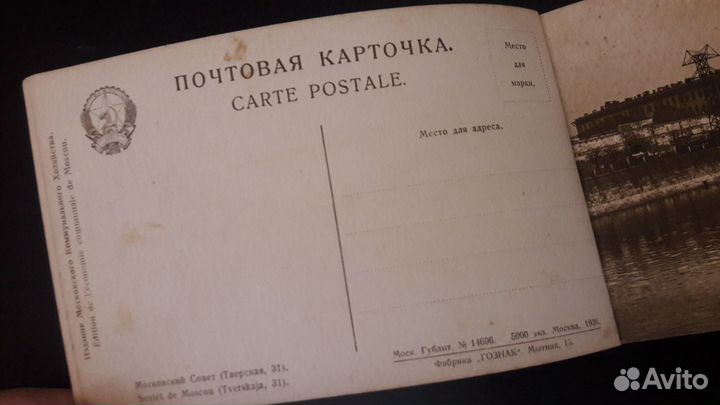 ПОЧТОВАЯ КАРТОЧКА.
CARTE POSTALE.
Место
для
марки.
Место для адреса.
Издание Московского Коммунального Хозяйства.
Edition de l'économie communale de Moscou.
Московский Совет (Тверская, 31).
Soviét de Moscou (Tverskaja, 31).
Моск. Гублит. № 14606. 5000 экз. Москва, 1926.
Фабрика „ГОЗНАК" Мытная, 15.
Avito